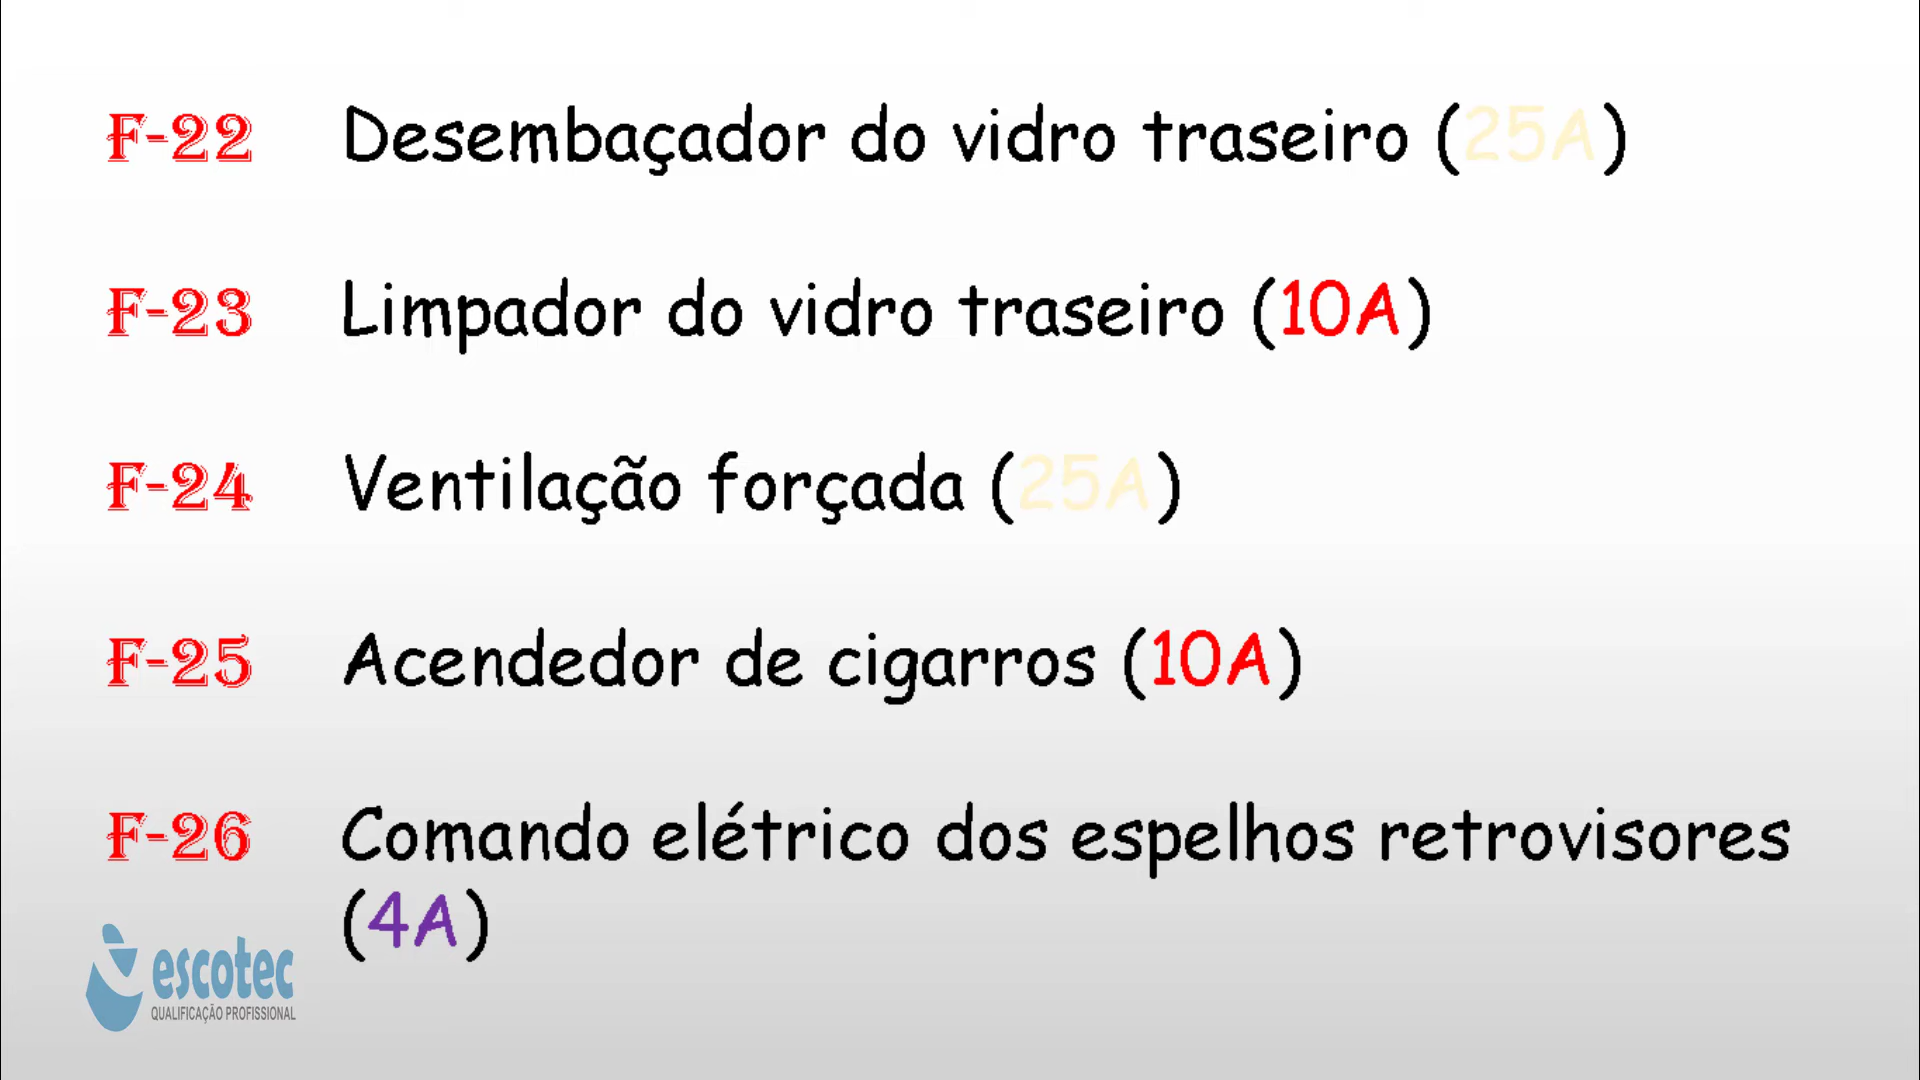 F-22 Desembaçador do vidro traseiro (25A)
F-23 Limpador do vidro traseiro (10A)
F-24 Ventilação forçada (25A)
F-25 Acendedor de cigarros (10A)
F-26 Comando elétrico dos espelhos retrovisores
(4A)
escotec
QUALIFICAÇÃO PROFISSIONAL